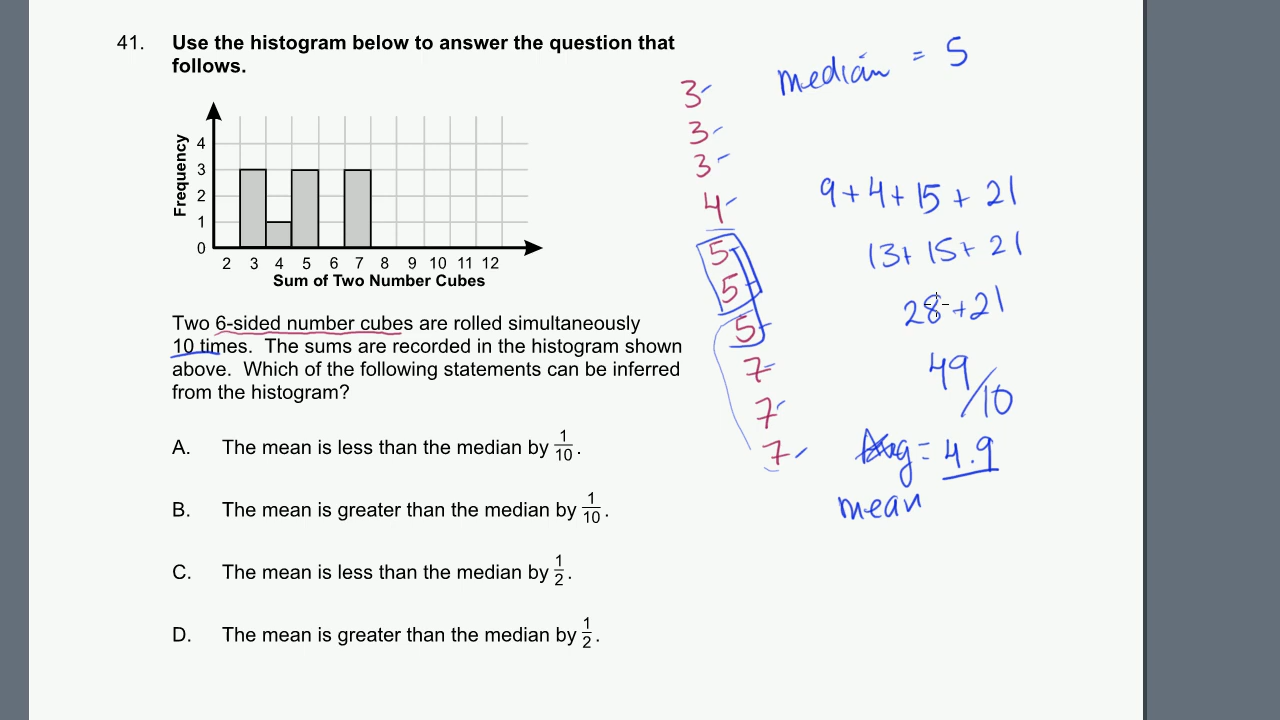 41. Use the histogram below to answer the question that
follows.
Frequency
4
3
2
1
0
2 3 4 5 6 7 8 9 10 11 12
Sum of Two Number Cubes
Two 6-sided number cubes are rolled simultaneously
10 times. The sums are recorded in the histogram shown
above. Which of the following statements can be inferred
from the histogram?
A. The mean is less than the median by 1/10.
B. The mean is greater than the median by 1/10.
C. The mean is less than the median by 1/2.
D. The mean is greater than the median by 1/2.
3
3
3
4
5
5
5
7
7
7
median = 5
9+4+15+21
13+15+21
28+21
49/10
Avg = 4.9
mean